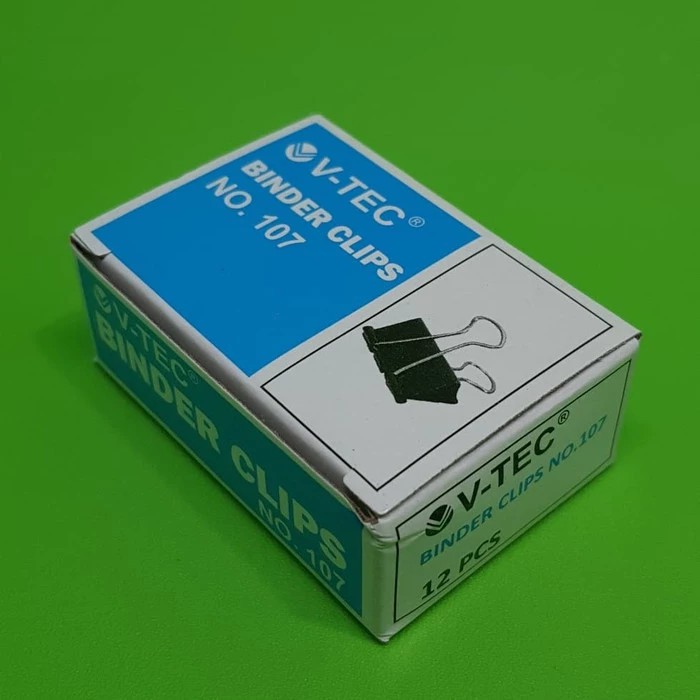 V-TEC®
BINDER CLIPS
NO. 107
V-TEC®
BINDER CLIPS
NO. 107
V-TEC®
BINDER CLIPS NO.107
12 PCS